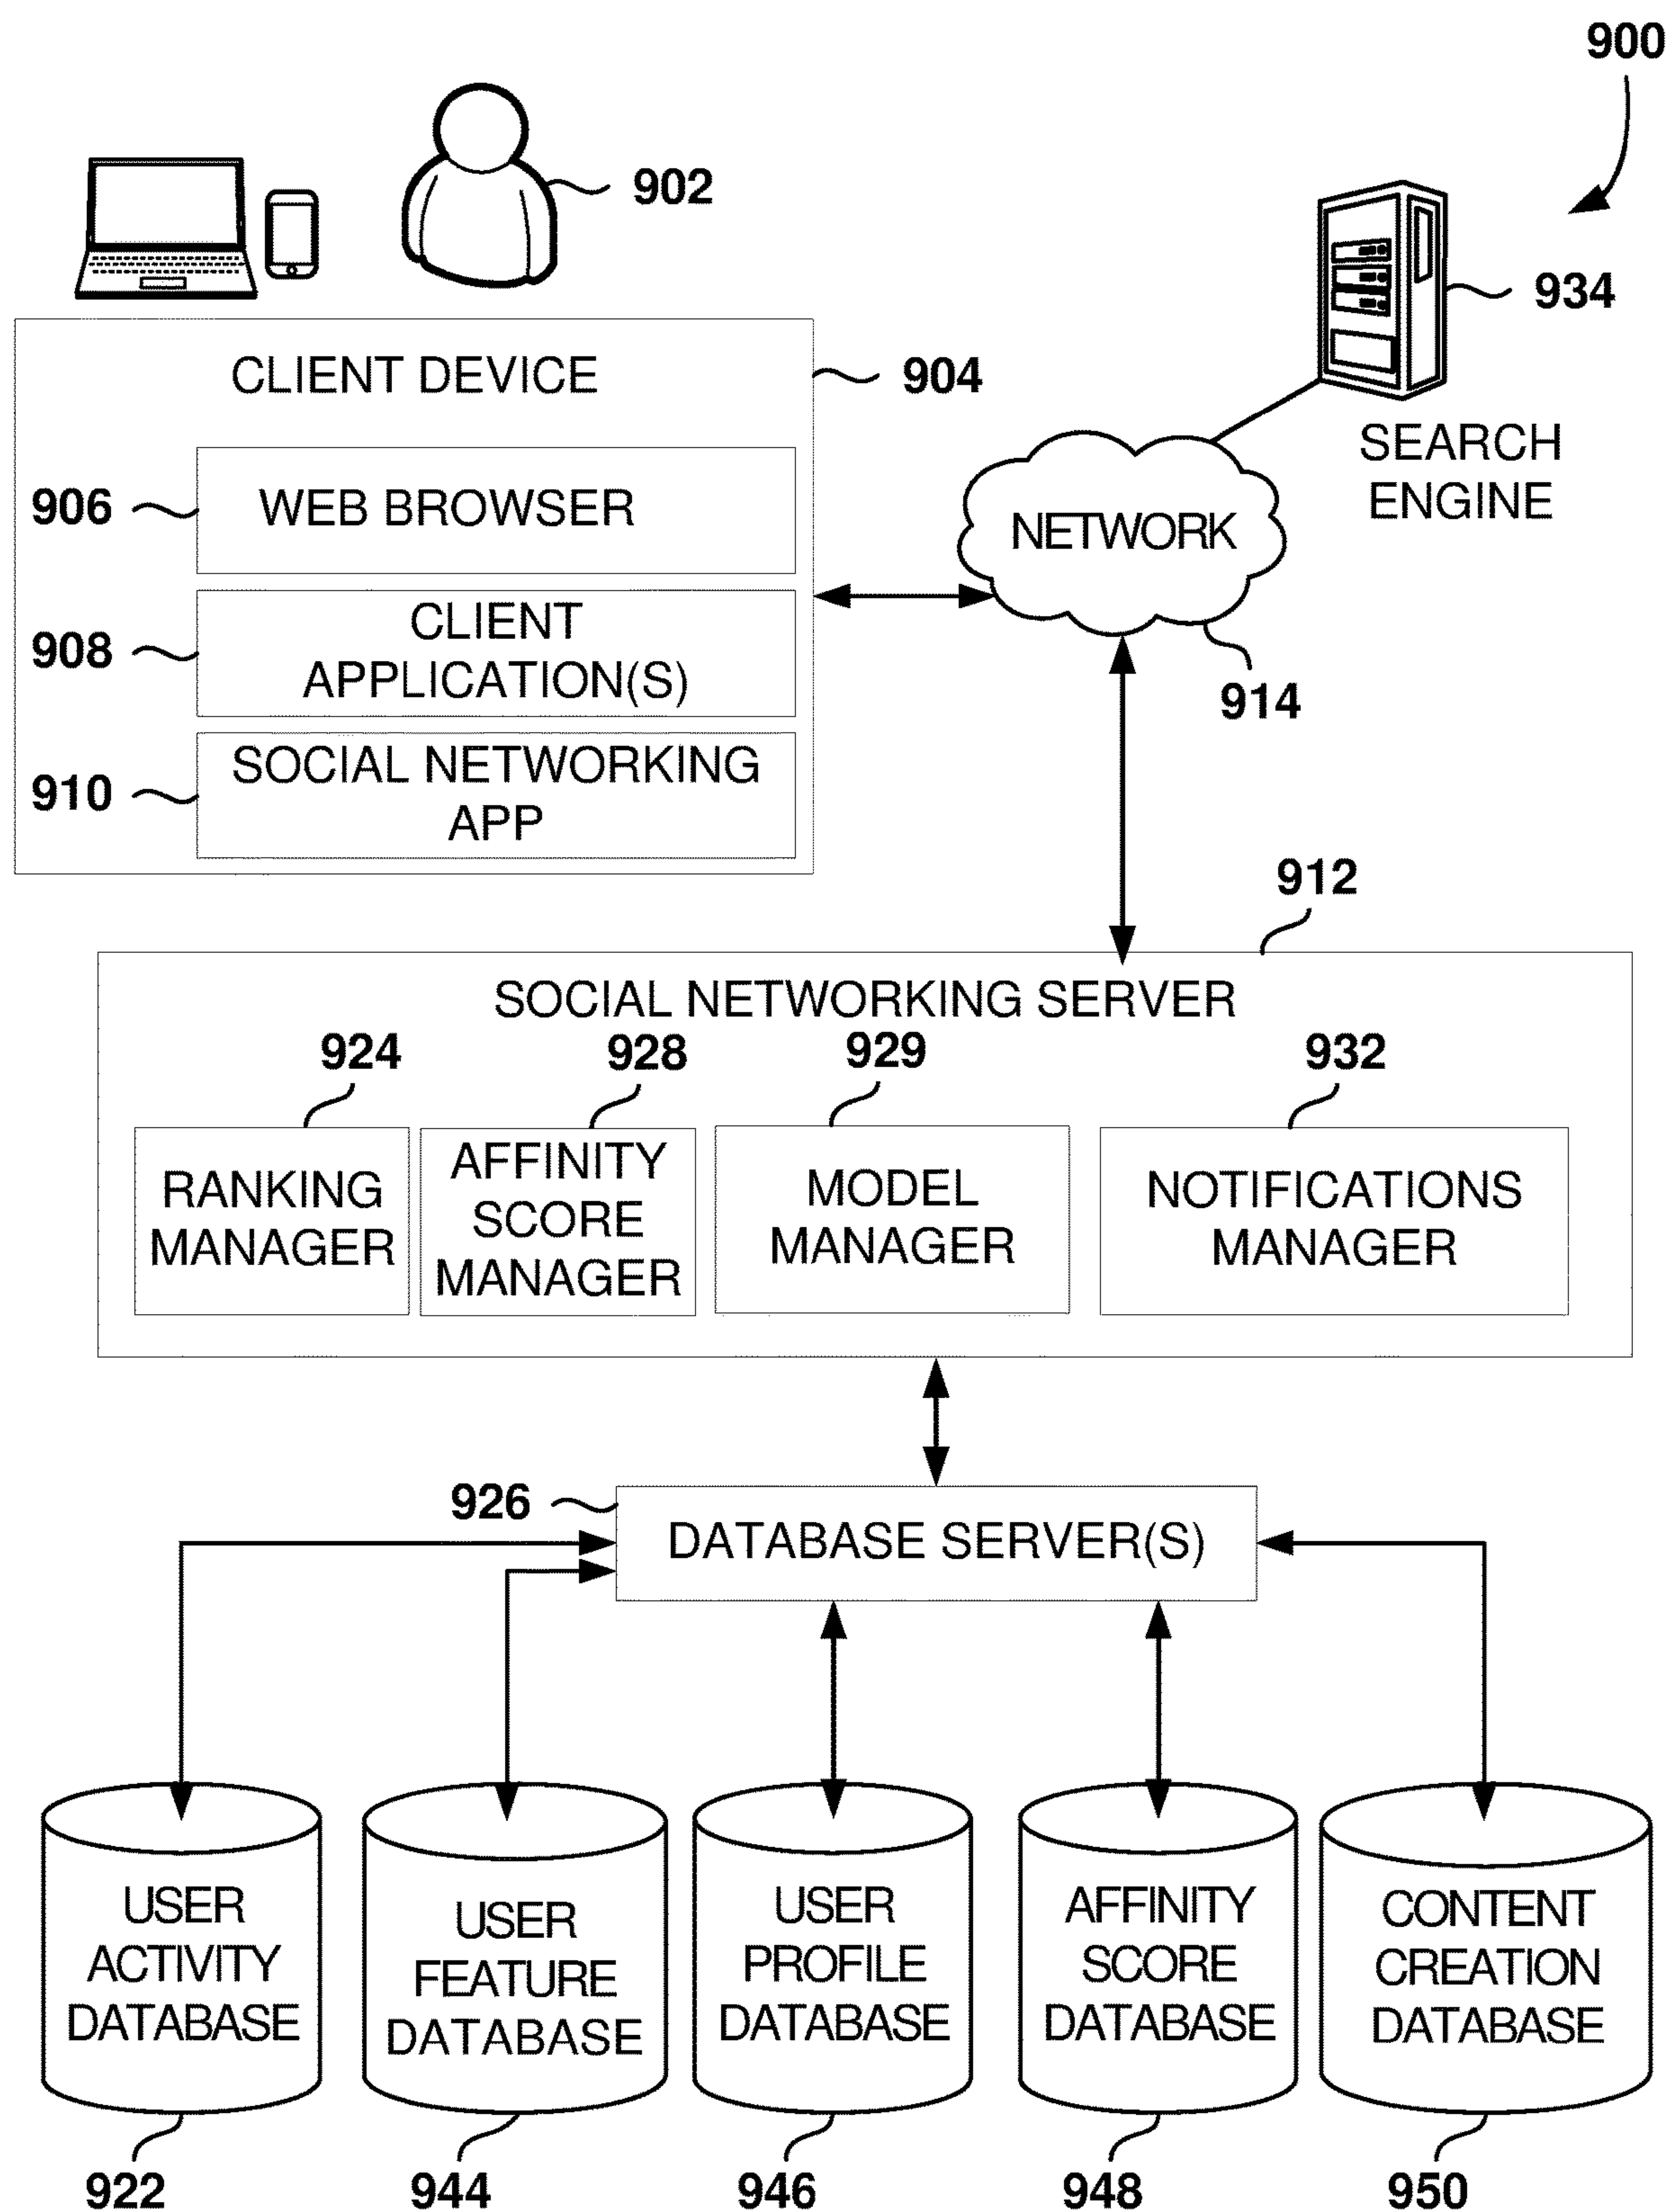 900
902
934
CLIENT DEVICE
904
SEARCH
ENGINE
906
WEB BROWSER
NETWORK
908
CLIENT
APPLICATION(S)
914
910
SOCIAL NETWORKING
APP
912
SOCIAL NETWORKING SERVER
924
928
929
932
RANKING
MANAGER
AFFINITY
SCORE
MANAGER
MODEL
MANAGER
NOTIFICATIONS
MANAGER
926
DATABASE SERVER(S)
USER
ACTIVITY
DATABASE
USER
FEATURE
DATABASE
USER
PROFILE
DATABASE
AFFINITY
SCORE
DATABASE
CONTENT
CREATION
DATABASE
922
944
946
948
950